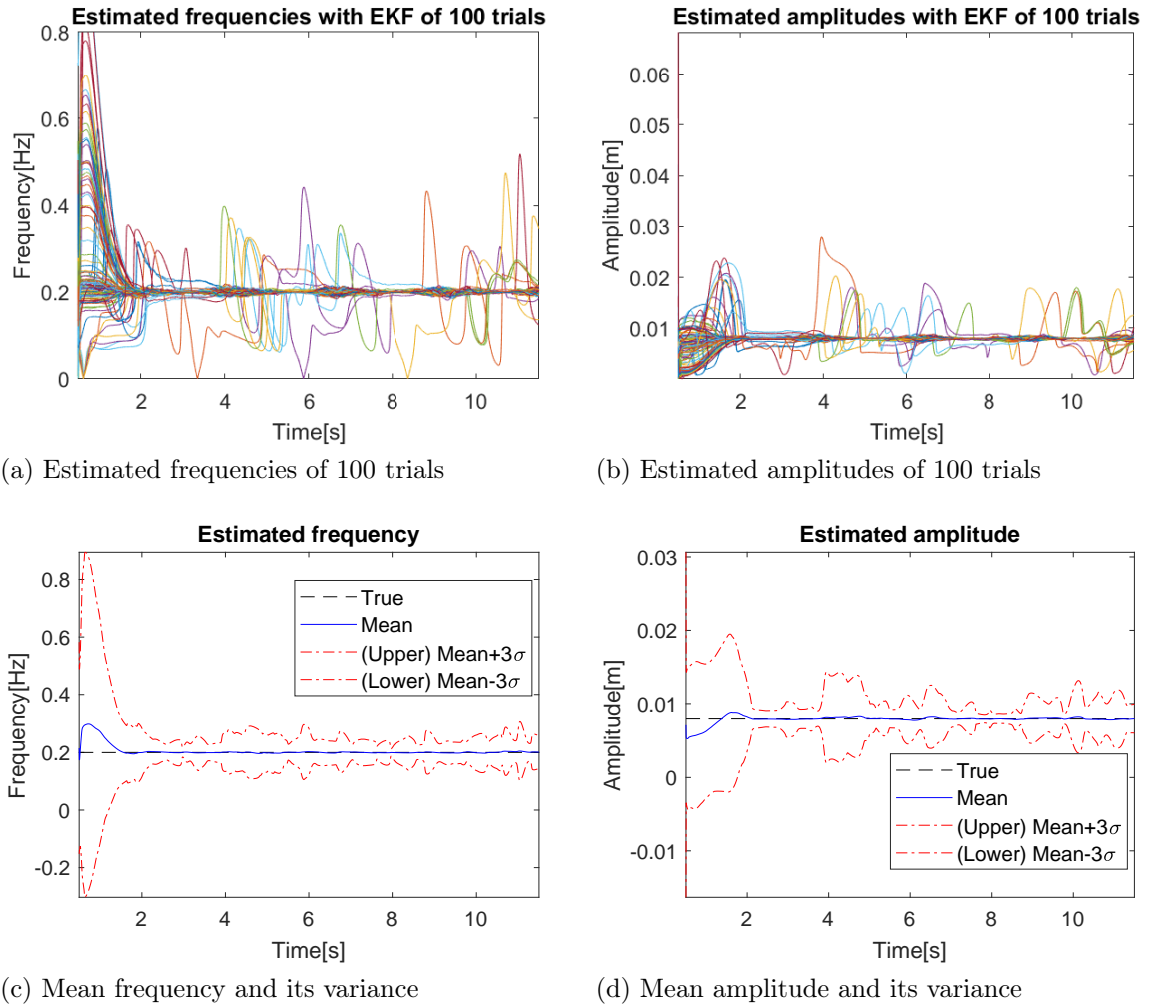 Estimated frequencies with EKF of 100 trials
0.8
0.6
0.4
0.2
0
Frequency[Hz]
2 4 6 8 10
Time[s]
(a) Estimated frequencies of 100 trials
Estimated amplitudes with EKF of 100 trials
0.06
0.05
0.04
0.03
0.02
0.01
Amplitude[m]
2 4 6 8 10
Time[s]
(b) Estimated amplitudes of 100 trials
Estimated frequency
0.8
0.6
0.4
0.2
0
-0.2
Frequency[Hz]
True
Mean
(Upper) Mean+3σ
(Lower) Mean-3σ
2 4 6 8 10
Time[s]
(c) Mean frequency and its variance
Estimated amplitude
0.03
0.02
0.01
0
-0.01
Amplitude[m]
True
Mean
(Upper) Mean+3σ
(Lower) Mean-3σ
2 4 6 8 10
Time[s]
(d) Mean amplitude and its variance